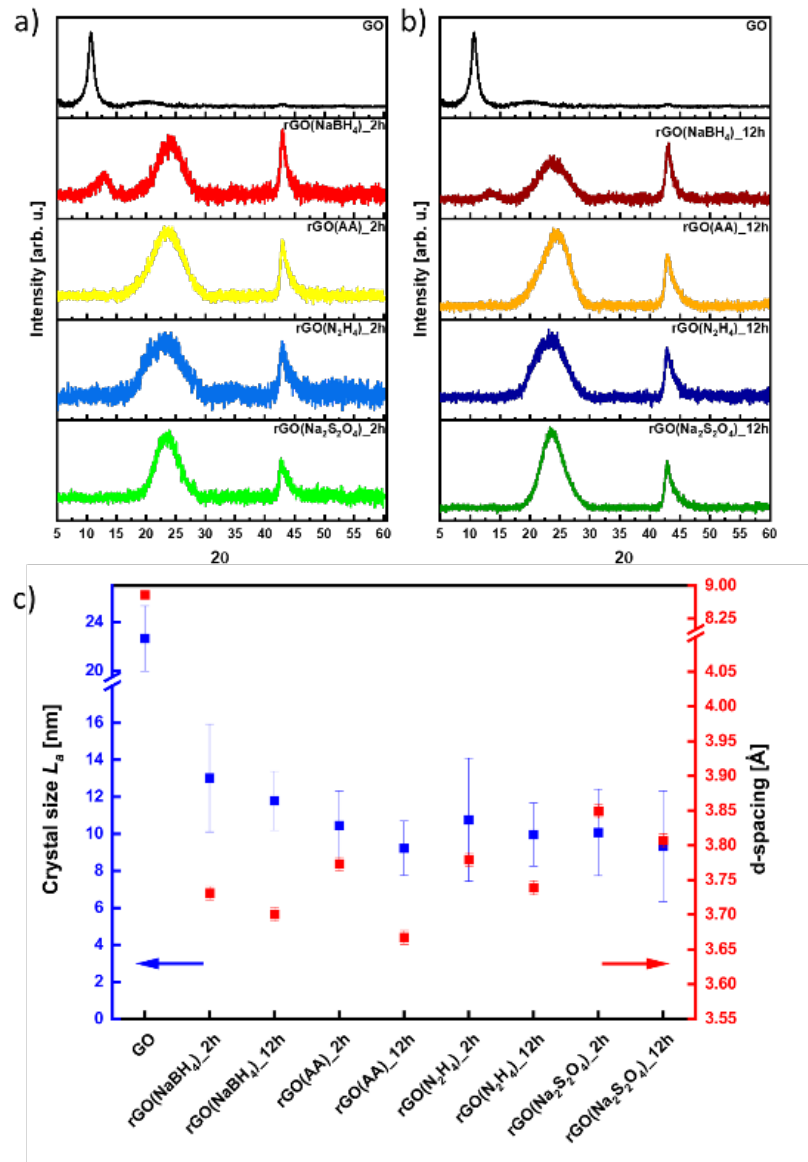 a)
GO
rGO(NaBH₄)_2h
rGO(AA)_2h
rGO(N₂H₄)_2h
rGO(Na₂S₂O₄)_2h
Intensity [arb. u.]
5 10 15 20 25 30 35 40 45 50 55 60
2θ
b)
GO
rGO(NaBH₄)_12h
rGO(AA)_12h
rGO(N₂H₄)_12h
rGO(Na₂S₂O₄)_12h
Intensity [arb. u.]
5 10 15 20 25 30 35 40 45 50 55 60
2θ
c)
Crystal size Lₐ [nm]
24
20
16
14
12
10
8
6
4
2
0
9.00
8.25
4.05
4.00
3.95
3.90
3.85
3.80
3.75
3.70
3.65
3.60
3.55
d-spacing [Å]
GO
rGO(NaBH₄)_2h
rGO(NaBH₄)_12h
rGO(AA)_2h
rGO(AA)_12h
rGO(N₂H₄)_2h
rGO(N₂H₄)_12h
rGO(Na₂S₂O₄)_2h
rGO(Na₂S₂O₄)_12h